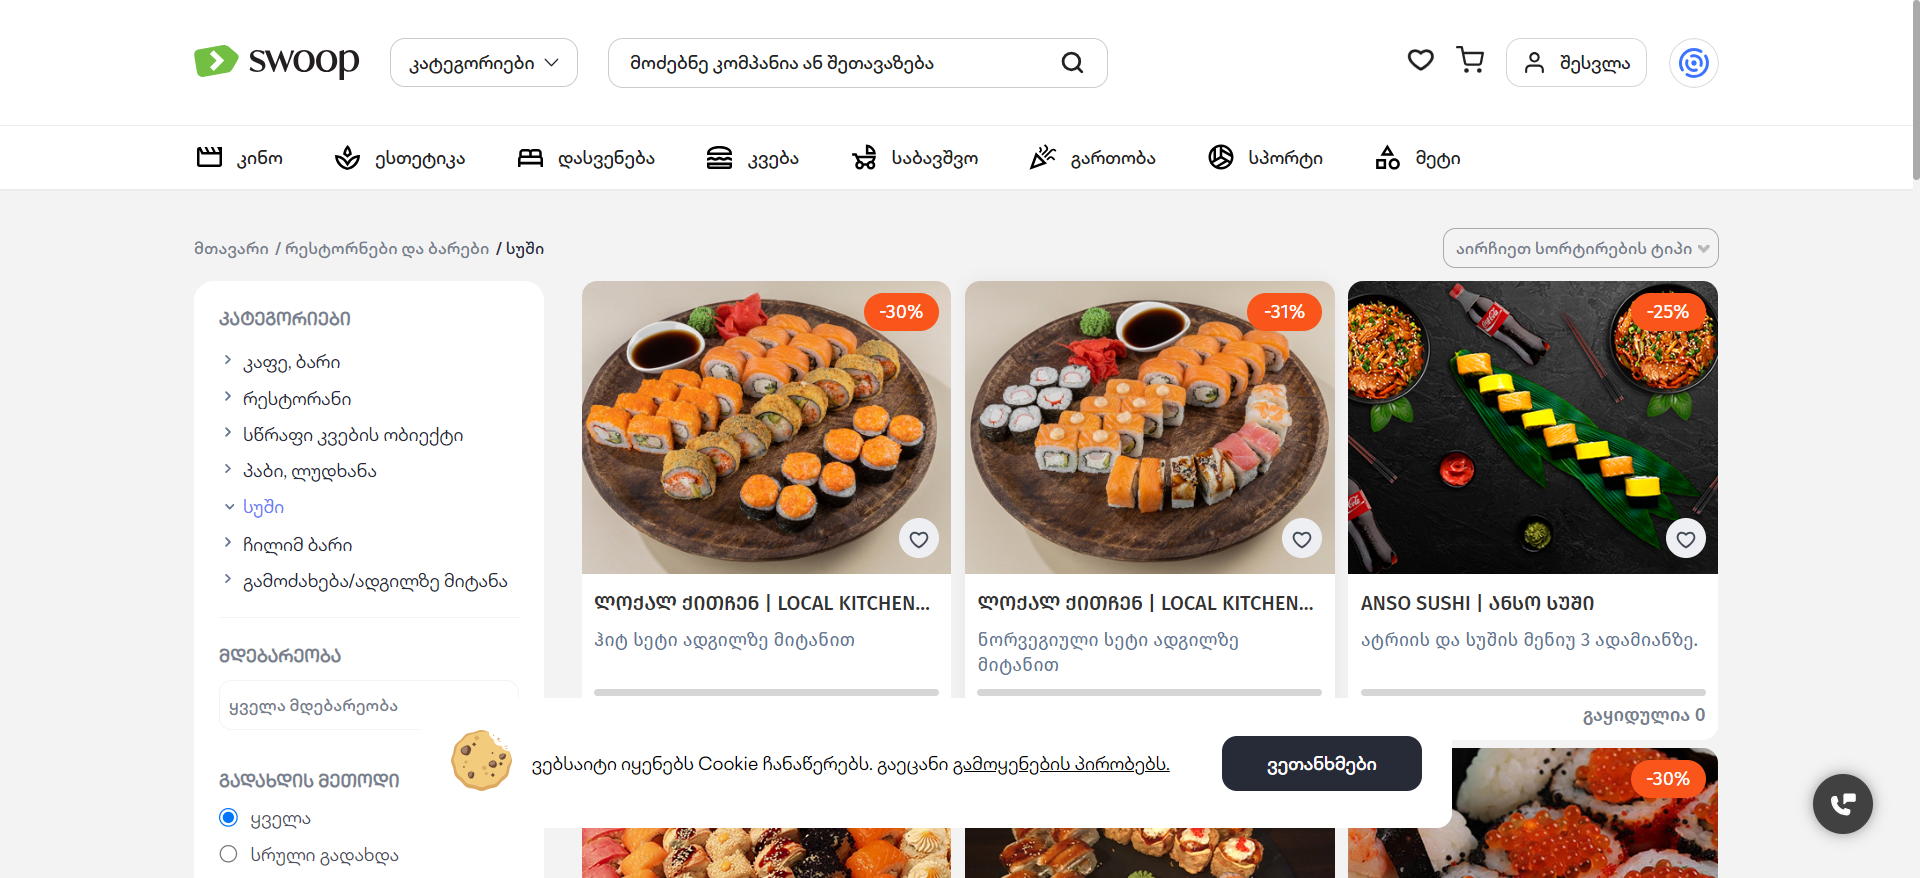 swoop
კატეგორიები
მოძებნე კომპანია ან შეთავაზება
შესვლა
კინო
ესთეტიკა
დასვენება
კვება
საბავშვო
გართობა
სპორტი
მეტი
მთავარი / რესტორნები და ბარები / სუში
აირჩიეთ სორტირების ტიპი
კატეგორიები
კაფე, ბარი
რესტორანი
სწრაფი კვების ობიექტი
პაბი, ლუდხანა
სუში
ჩილიმ ბარი
გამოძახება/ადგილზე მიტანა
მდებარეობა
ყველა მდებარეობა
გადახდის მეთოდი
ყველა
სრული გადახდა
-30%
ლოქალ ქითჩენ | LOCAL KITCHEN...
ჰიტ სეტი ადგილზე მიტანით
-31%
ლოქალ ქითჩენ | LOCAL KITCHEN...
ნორვეგიული სეტი ადგილზე
მიტანით
-25%
ANSO SUSHI | ანსო სუში
ატრიის და სუშის მენიუ 3 ადამიანზე.
გაყიდულია 0
-30%
ვებსაიტი იყენებს Cookie ჩანაწერებს. გაეცანი გამოყენების პირობებს.
ვეთანხმები